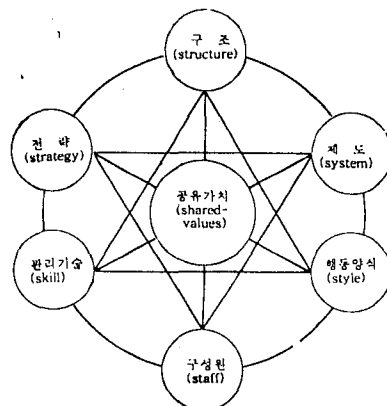 구 조
(structure)
전 략
(strategy)
제 도
(system)
공유가치
(shared-
values)
관리기술
(skill)
행동양식
(style)
구성원
(staff)